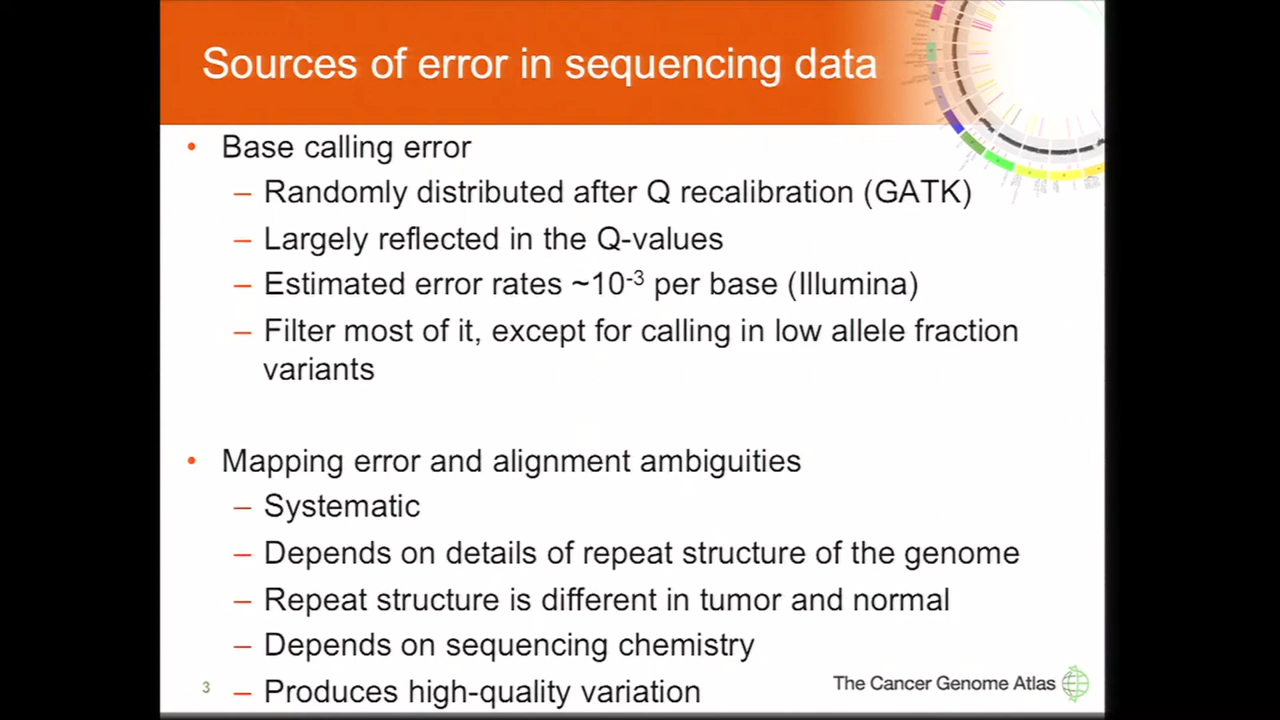 Sources of error in sequencing data
• Base calling error
– Randomly distributed after Q recalibration (GATK)
– Largely reflected in the Q-values
– Estimated error rates ~10⁻³ per base (Illumina)
– Filter most of it, except for calling in low allele fraction
variants
• Mapping error and alignment ambiguities
– Systematic
– Depends on details of repeat structure of the genome
– Repeat structure is different in tumor and normal
– Depends on sequencing chemistry
– Produces high-quality variation
3
The Cancer Genome Atlas